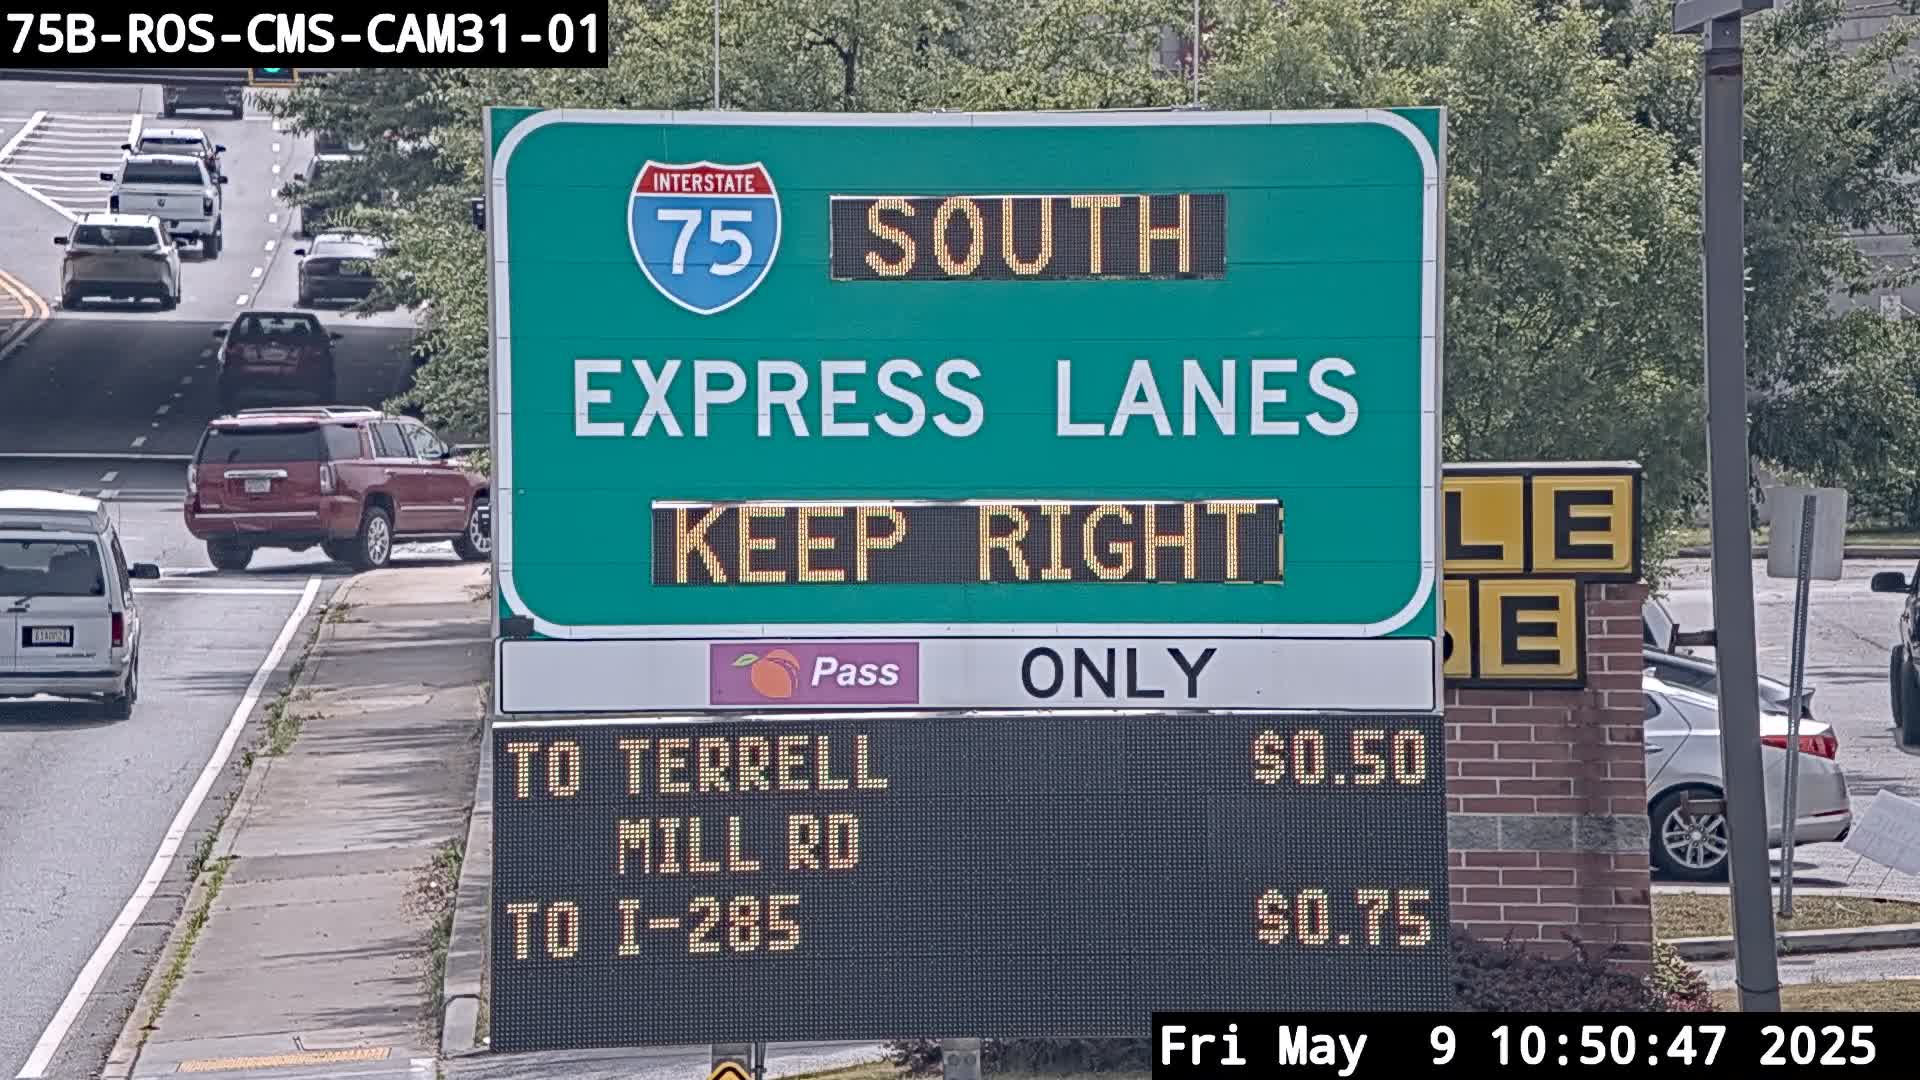 75B-ROS-CMS-CAM31-01
INTERSTATE
75
SOUTH
EXPRESS LANES
KEEP RIGHT
Pass ONLY
TO TERRELL $0.50
MILL RD
TO I-285 $0.75
LE
E
Fri May 9 10:50:47 2025